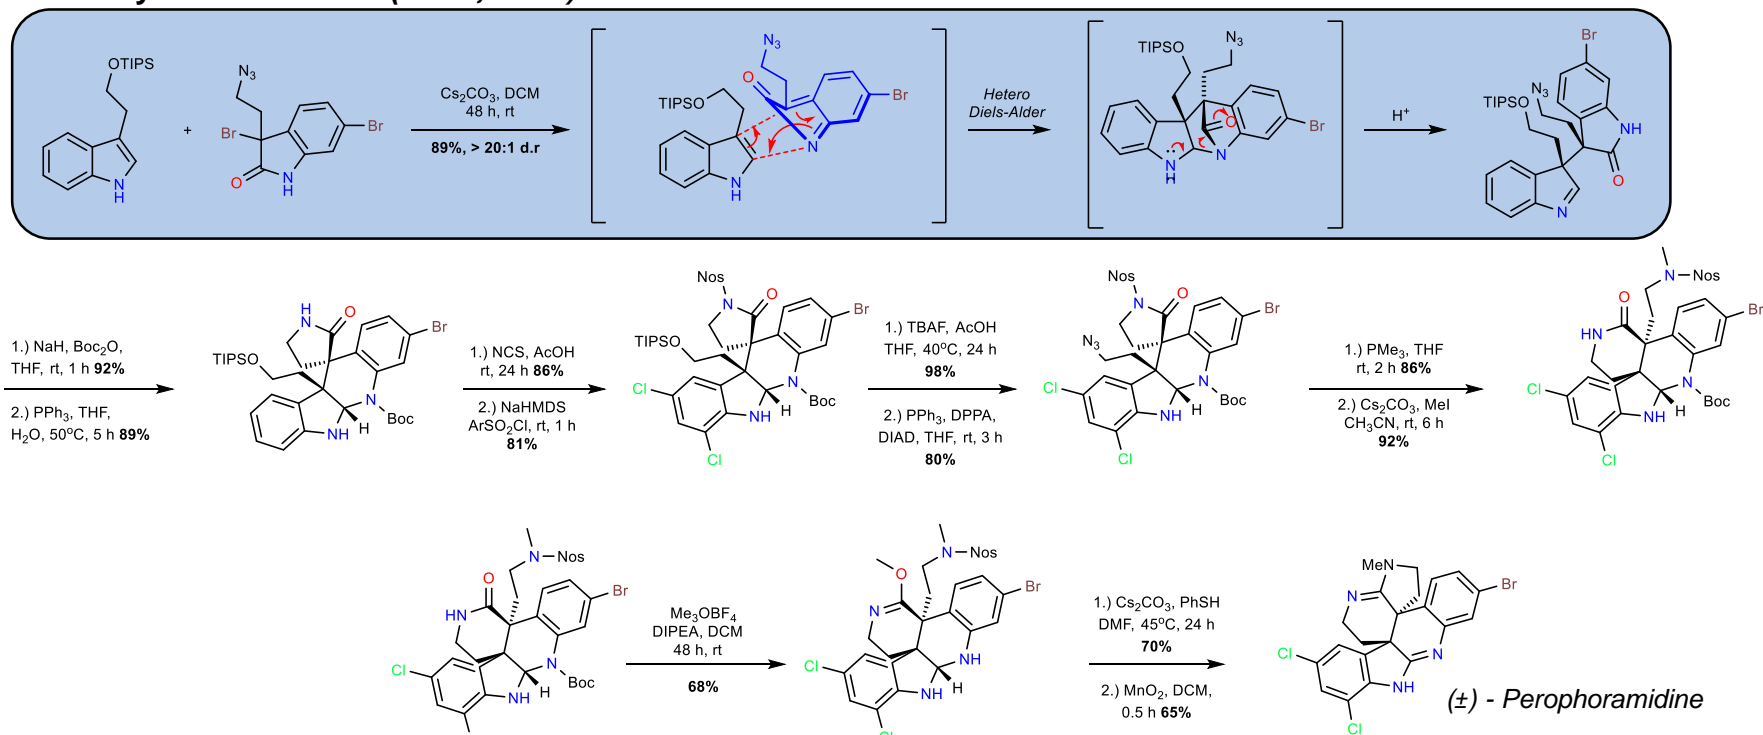 OTIPS
N₃
Br
Br
O
NH
N
H
+
Cs₂CO₃, DCM
48 h, rt
89%, > 20:1 d.r
N₃
O
TIPSO
Br
N
N
H
Hetero
Diels-Alder
TIPSO
N₃
O
Br
N
H
N
H⁺
Br
N₃
TIPSO
NH
O
N
1.) NaH, Boc₂O,
THF, rt, 1 h 92%
2.) PPh₃, THF,
H₂O, 50°C, 5 h 89%
H
N
O
Br
TIPSO
N
Boc
NH
H
1.) NCS, AcOH
rt, 24 h 86%
2.) NaHMDS
ArSO₂Cl, rt, 1 h
81%
Nos
N
O
Br
TIPSO
Cl
N
Boc
NH
H
Cl
1.) TBAF, AcOH
THF, 40°C, 24 h
98%
2.) PPh₃, DPPA,
DIAD, THF, rt, 3 h
80%
Nos
N
O
Br
N₃
Cl
N
Boc
NH
H
Cl
1.) PMe₃, THF
rt, 2 h 86%
2.) Cs₂CO₃, MeI
CH₃CN, rt, 6 h
92%
N
Nos
O
Br
HN
Cl
N
Boc
NH
H
Cl
N
Nos
O
Br
HN
Cl
N
Boc
NH
H
Me₃OBF₄
DIPEA, DCM
48 h, rt
68%
N
Nos
O
Br
N
Cl
NH
NH
H
1.) Cs₂CO₃, PhSH
DMF, 45°C, 24 h
70%
2.) MnO₂, DCM,
0.5 h 65%
MeN
N
Br
Cl
N
NH
Cl
(±) - Perophoramidine